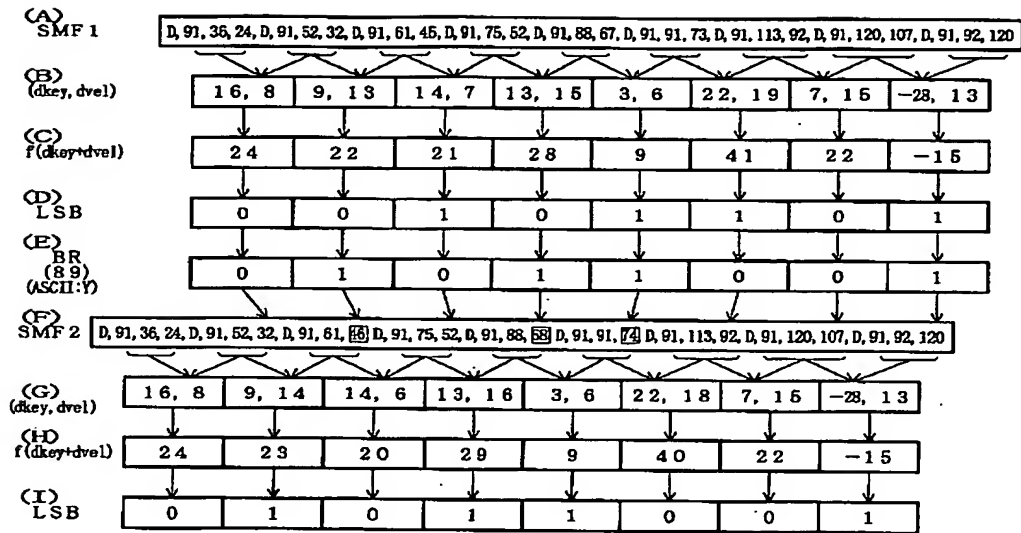 (A)
SMF 1
D, 91, 36, 24, D, 91, 52, 32, D, 91, 61, 45, D, 91, 75, 52, D, 91, 88, 67, D, 91, 91, 73, D, 91, 113, 92, D, 91, 120, 107, D, 91, 92, 120
(B)
(dkey, dvel)
16, 8 9, 13 14, 7 13, 15 3, 6 22, 19 7, 15 -28, 13
(C)
f(dkey+dvel)
24 22 21 28 9 41 22 -15
(D)
LSB
0 0 1 0 1 1 0 1
(E)
BR
(89)
(ASCII:Y)
0 1 0 1 1 0 0 1
(F)
SMF 2
D, 91, 36, 24, D, 91, 52, 32, D, 91, 61, 46 D, 91, 75, 52, D, 91, 88, 68 D, 91, 91, 74 D, 91, 113, 92, D, 91, 120, 107, D, 91, 92, 120
(G)
(dkey, dvel)
16, 8 9, 14 14, 6 13, 16 3, 6 22, 18 7, 15 -28, 13
(H)
f(dkey+dvel)
24 23 20 29 9 40 22 -15
(I)
LSB
0 1 0 1 1 0 0 1